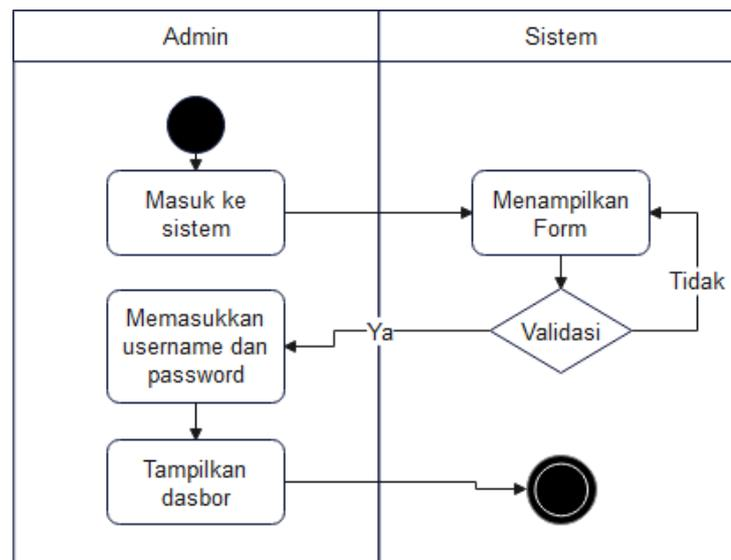 Admin
Sistem
Masuk ke
sistem
Menampilkan
Form
Tidak
Memasukkan
username dan
password
Ya
Validasi
Tampilkan
dasbor